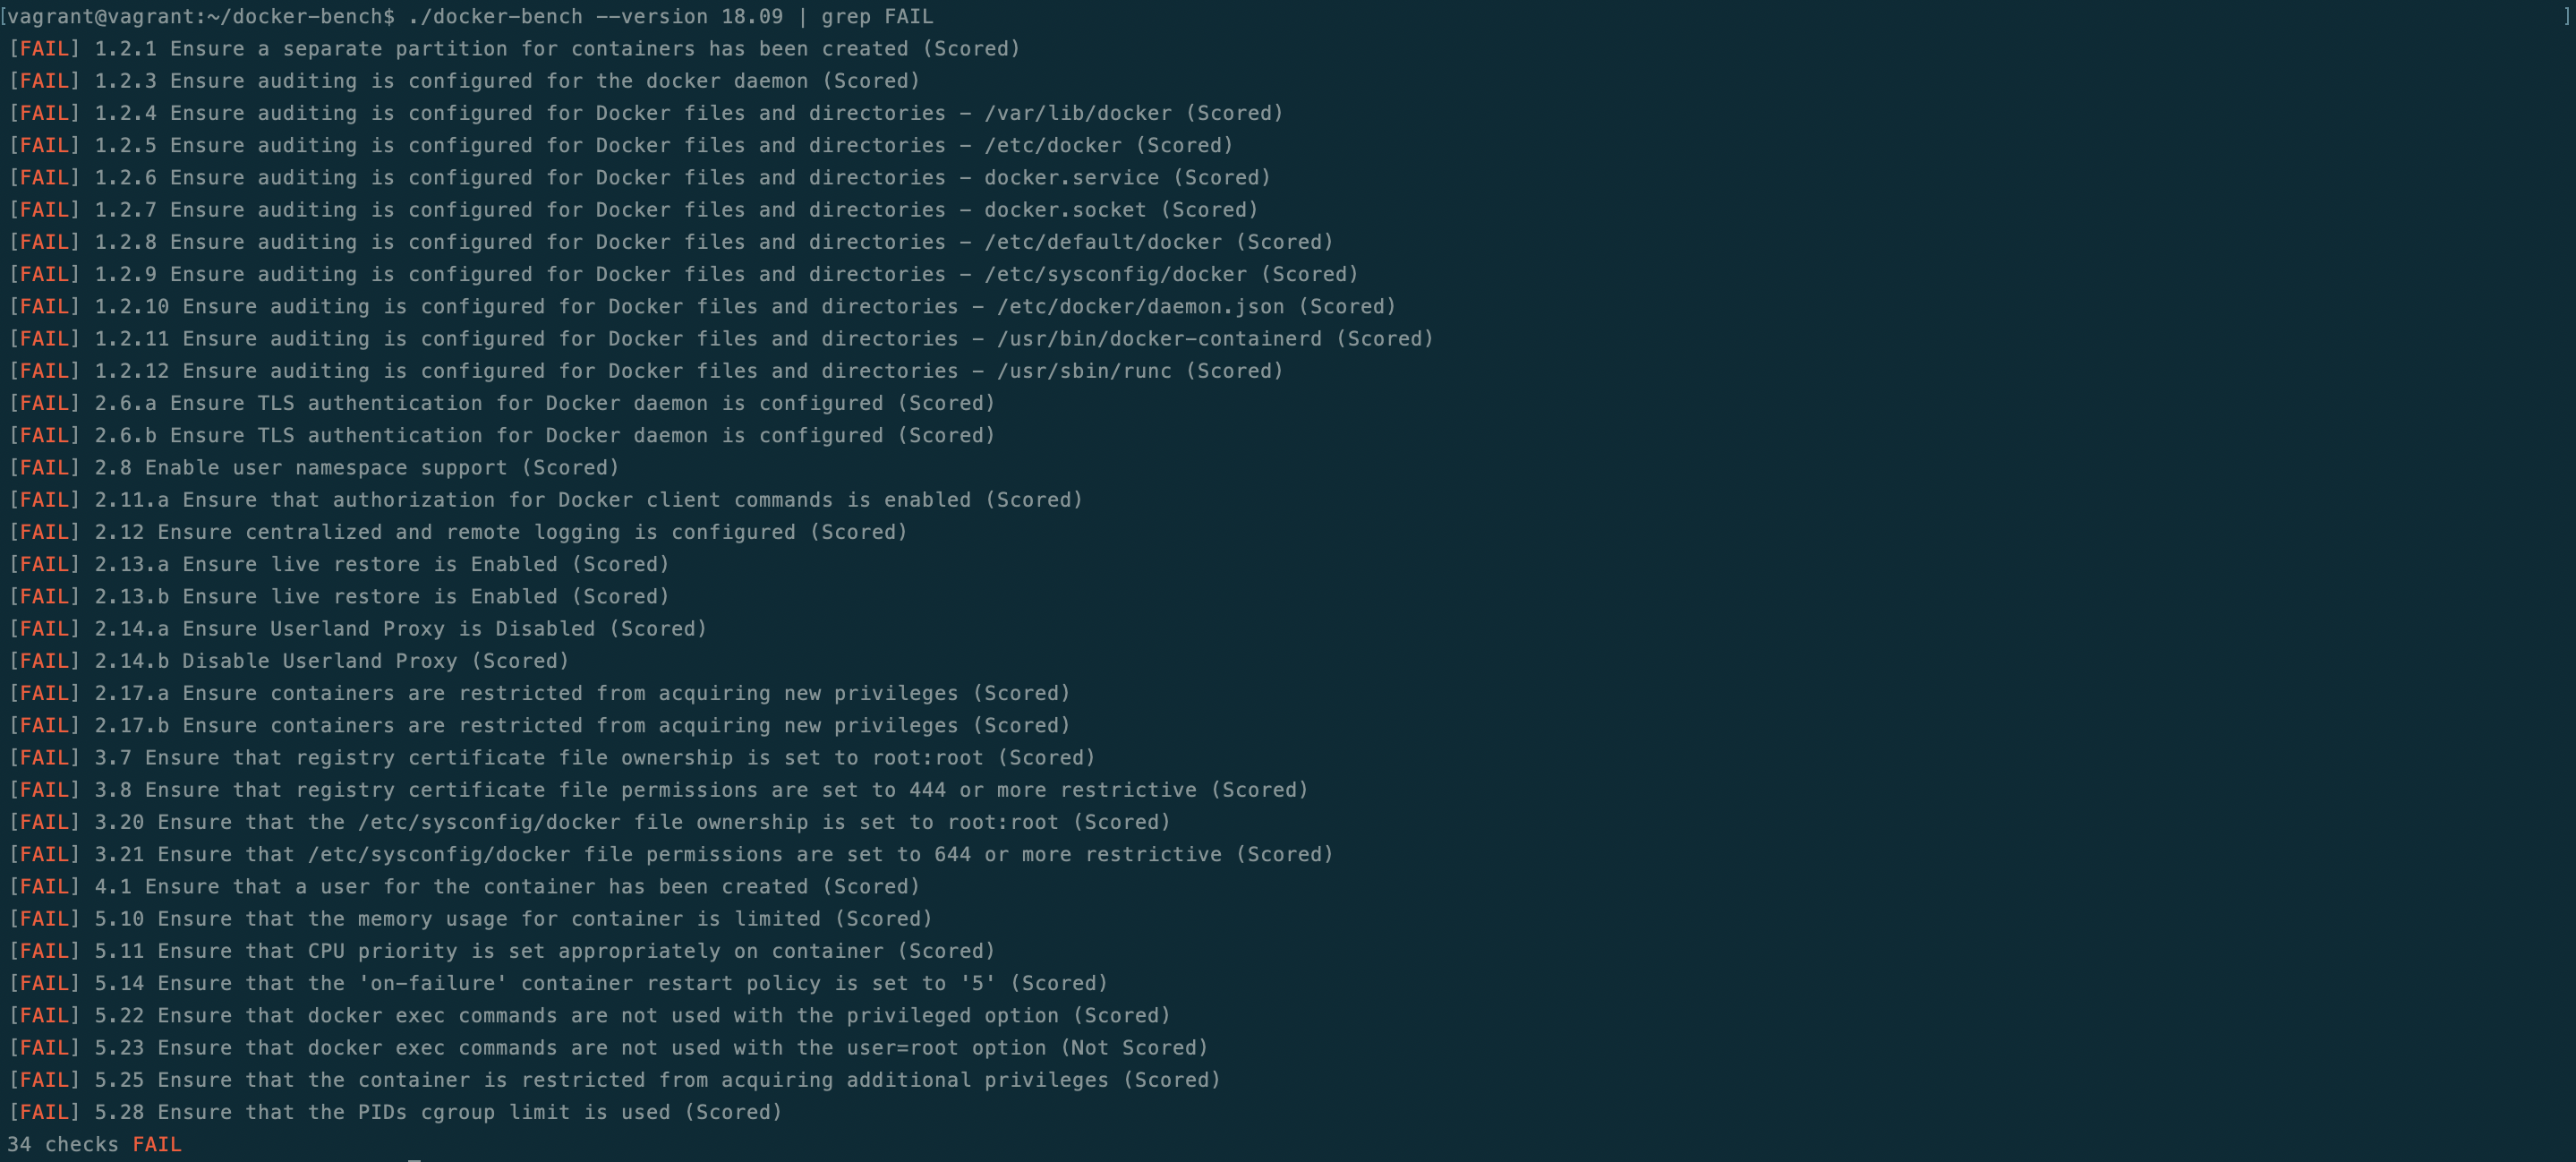 [vagrant@vagrant:~/docker-bench$ ./docker-bench --version 18.09 | grep FAIL ]
[FAIL] 1.2.1 Ensure a separate partition for containers has been created (Scored)
[FAIL] 1.2.3 Ensure auditing is configured for the docker daemon (Scored)
[FAIL] 1.2.4 Ensure auditing is configured for Docker files and directories - /var/lib/docker (Scored)
[FAIL] 1.2.5 Ensure auditing is configured for Docker files and directories - /etc/docker (Scored)
[FAIL] 1.2.6 Ensure auditing is configured for Docker files and directories - docker.service (Scored)
[FAIL] 1.2.7 Ensure auditing is configured for Docker files and directories - docker.socket (Scored)
[FAIL] 1.2.8 Ensure auditing is configured for Docker files and directories - /etc/default/docker (Scored)
[FAIL] 1.2.9 Ensure auditing is configured for Docker files and directories - /etc/sysconfig/docker (Scored)
[FAIL] 1.2.10 Ensure auditing is configured for Docker files and directories - /etc/docker/daemon.json (Scored)
[FAIL] 1.2.11 Ensure auditing is configured for Docker files and directories - /usr/bin/docker-containerd (Scored)
[FAIL] 1.2.12 Ensure auditing is configured for Docker files and directories - /usr/sbin/runc (Scored)
[FAIL] 2.6.a Ensure TLS authentication for Docker daemon is configured (Scored)
[FAIL] 2.6.b Ensure TLS authentication for Docker daemon is configured (Scored)
[FAIL] 2.8 Enable user namespace support (Scored)
[FAIL] 2.11.a Ensure that authorization for Docker client commands is enabled (Scored)
[FAIL] 2.12 Ensure centralized and remote logging is configured (Scored)
[FAIL] 2.13.a Ensure live restore is Enabled (Scored)
[FAIL] 2.13.b Ensure live restore is Enabled (Scored)
[FAIL] 2.14.a Ensure Userland Proxy is Disabled (Scored)
[FAIL] 2.14.b Disable Userland Proxy (Scored)
[FAIL] 2.17.a Ensure containers are restricted from acquiring new privileges (Scored)
[FAIL] 2.17.b Ensure containers are restricted from acquiring new privileges (Scored)
[FAIL] 3.7 Ensure that registry certificate file ownership is set to root:root (Scored)
[FAIL] 3.8 Ensure that registry certificate file permissions are set to 444 or more restrictive (Scored)
[FAIL] 3.20 Ensure that the /etc/sysconfig/docker file ownership is set to root:root (Scored)
[FAIL] 3.21 Ensure that /etc/sysconfig/docker file permissions are set to 644 or more restrictive (Scored)
[FAIL] 4.1 Ensure that a user for the container has been created (Scored)
[FAIL] 5.10 Ensure that the memory usage for container is limited (Scored)
[FAIL] 5.11 Ensure that CPU priority is set appropriately on container (Scored)
[FAIL] 5.14 Ensure that the 'on-failure' container restart policy is set to '5' (Scored)
[FAIL] 5.22 Ensure that docker exec commands are not used with the privileged option (Scored)
[FAIL] 5.23 Ensure that docker exec commands are not used with the user=root option (Not Scored)
[FAIL] 5.25 Ensure that the container is restricted from acquiring additional privileges (Scored)
[FAIL] 5.28 Ensure that the PIDs cgroup limit is used (Scored)
34 checks FAIL